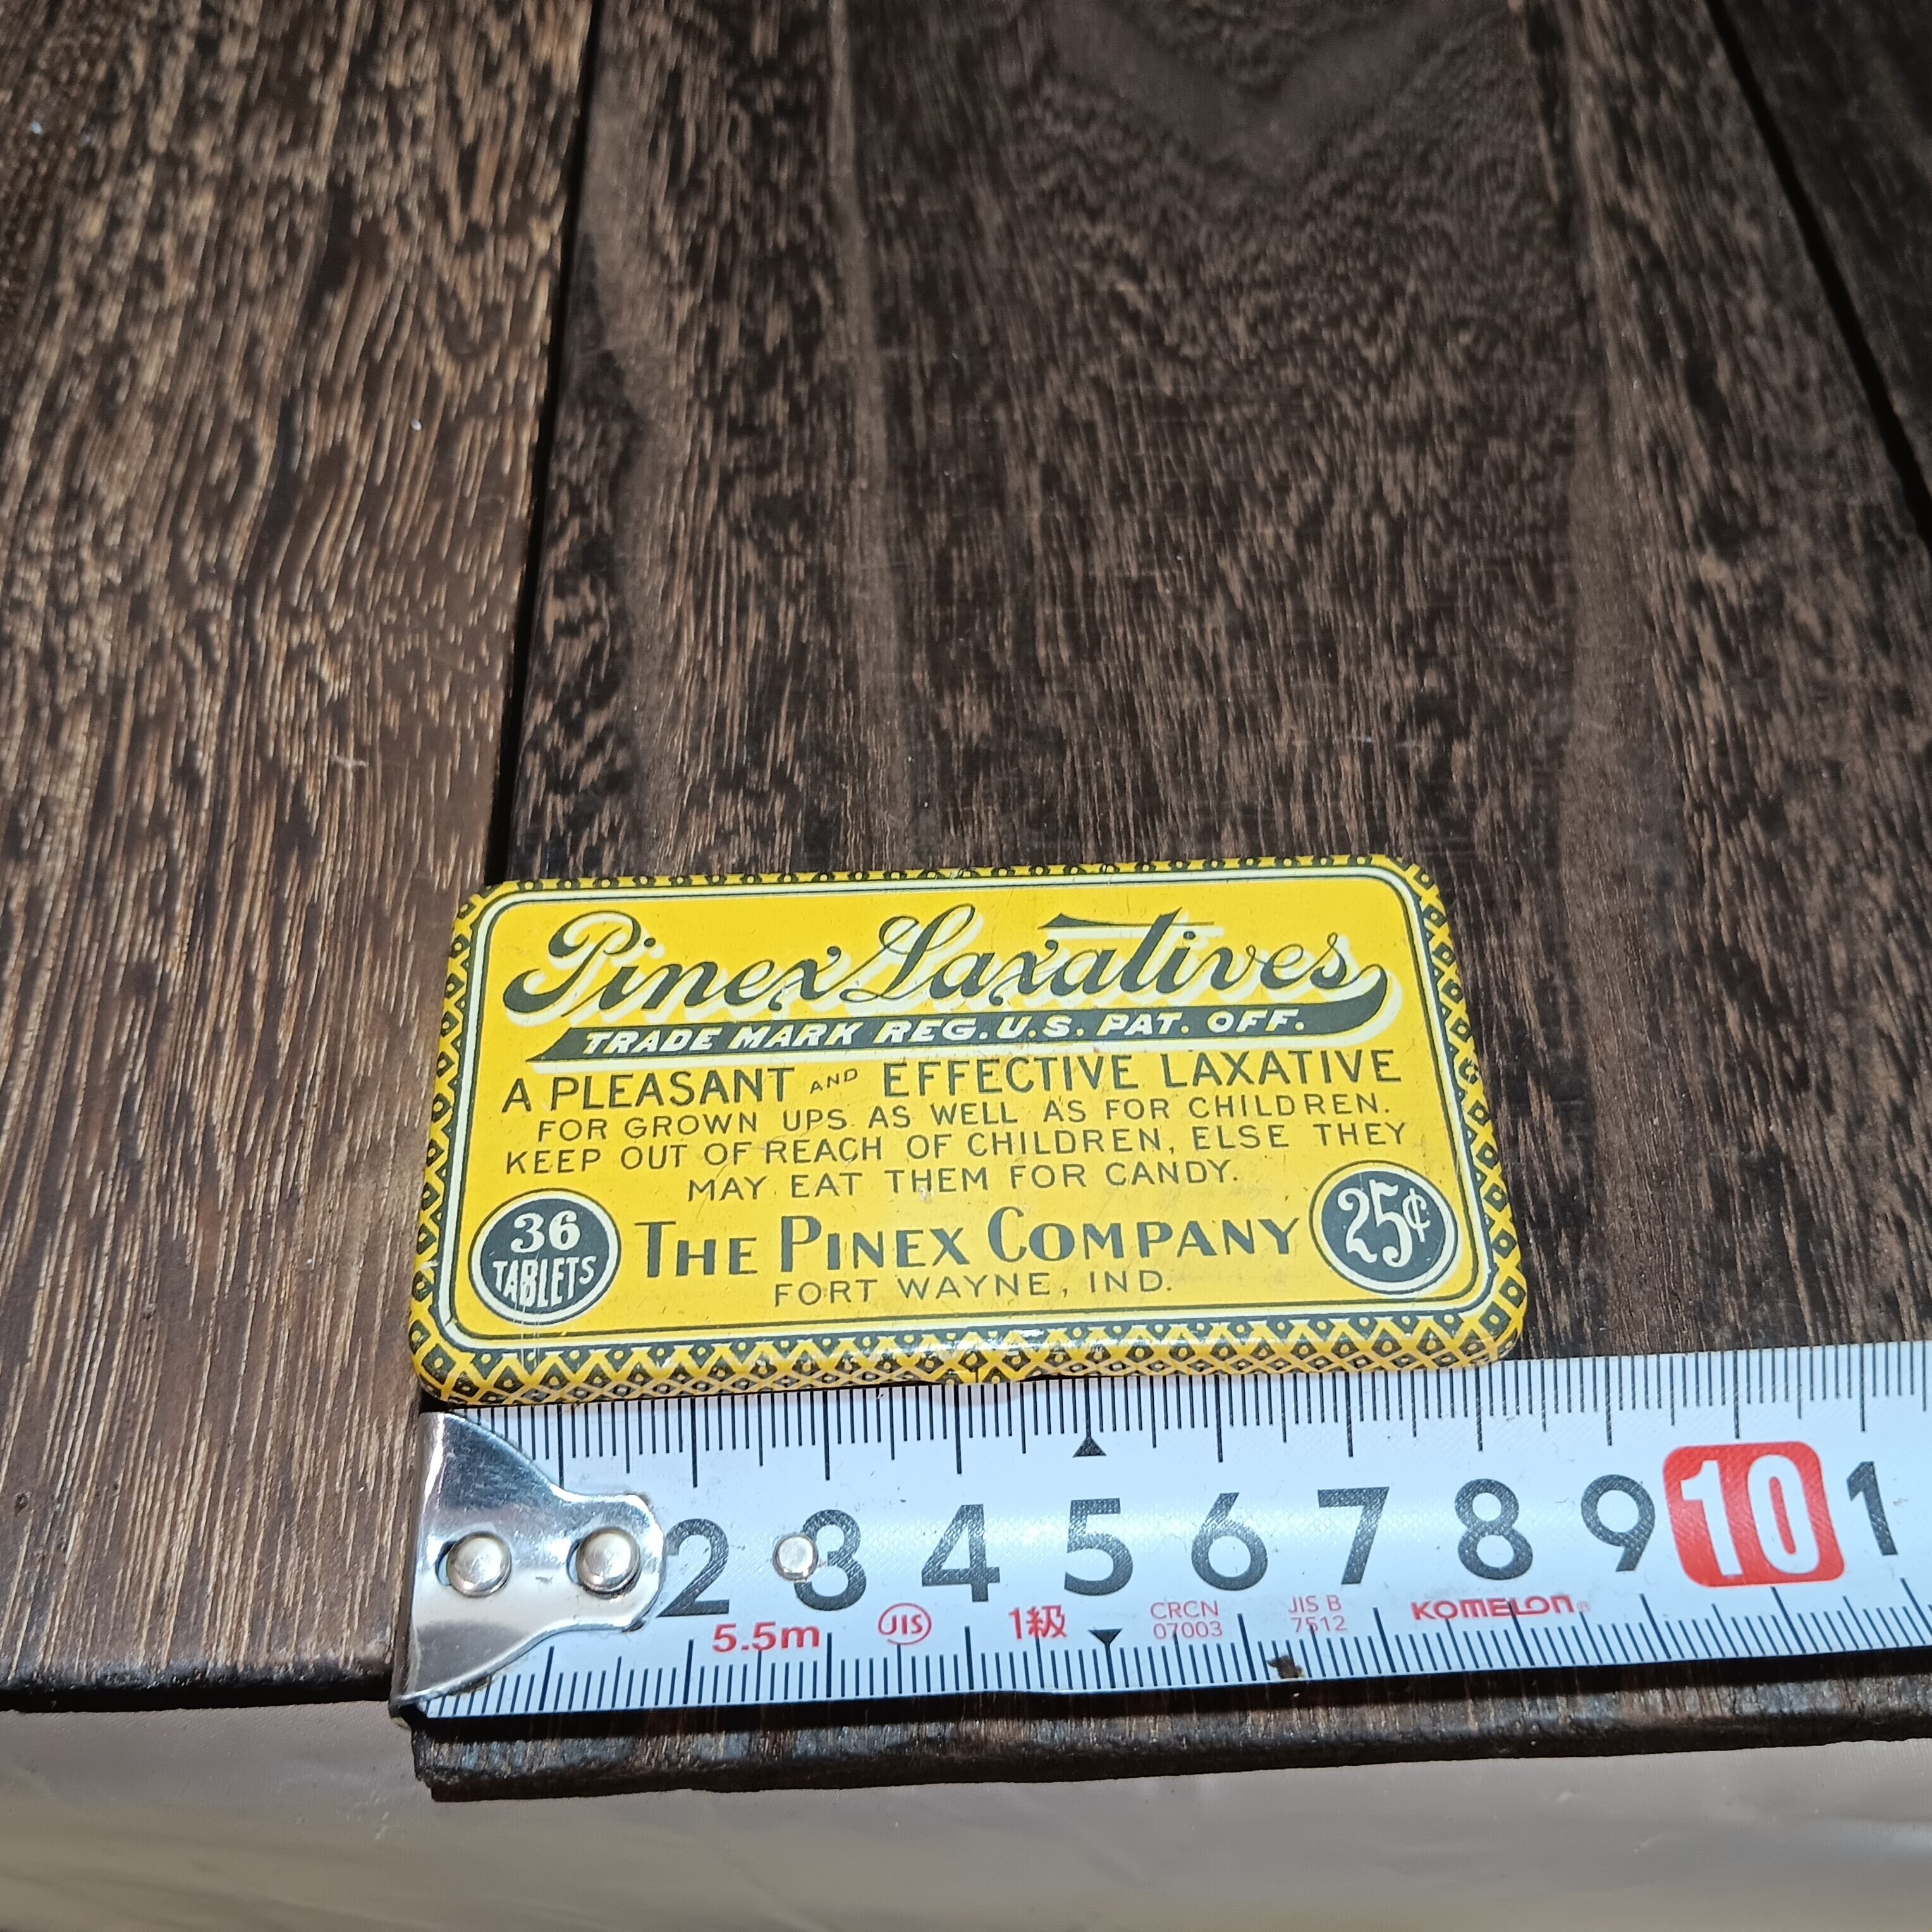 Pinex Laxatives
TRADE MARK REG. U.S. PAT. OFF.
A PLEASANT AND EFFECTIVE LAXATIVE
FOR GROWN UPS AS WELL AS FOR CHILDREN.
KEEP OUT OF REACH OF CHILDREN, ELSE THEY
MAY EAT THEM FOR CANDY.
36
TABLETS
THE PINEX COMPANY
25¢
FORT WAYNE, IND.
2 3 4 5 6 7 8 9 10 1
5.5m JIS 1級 CRCN 07003 JIS B 7512 KOMELON®